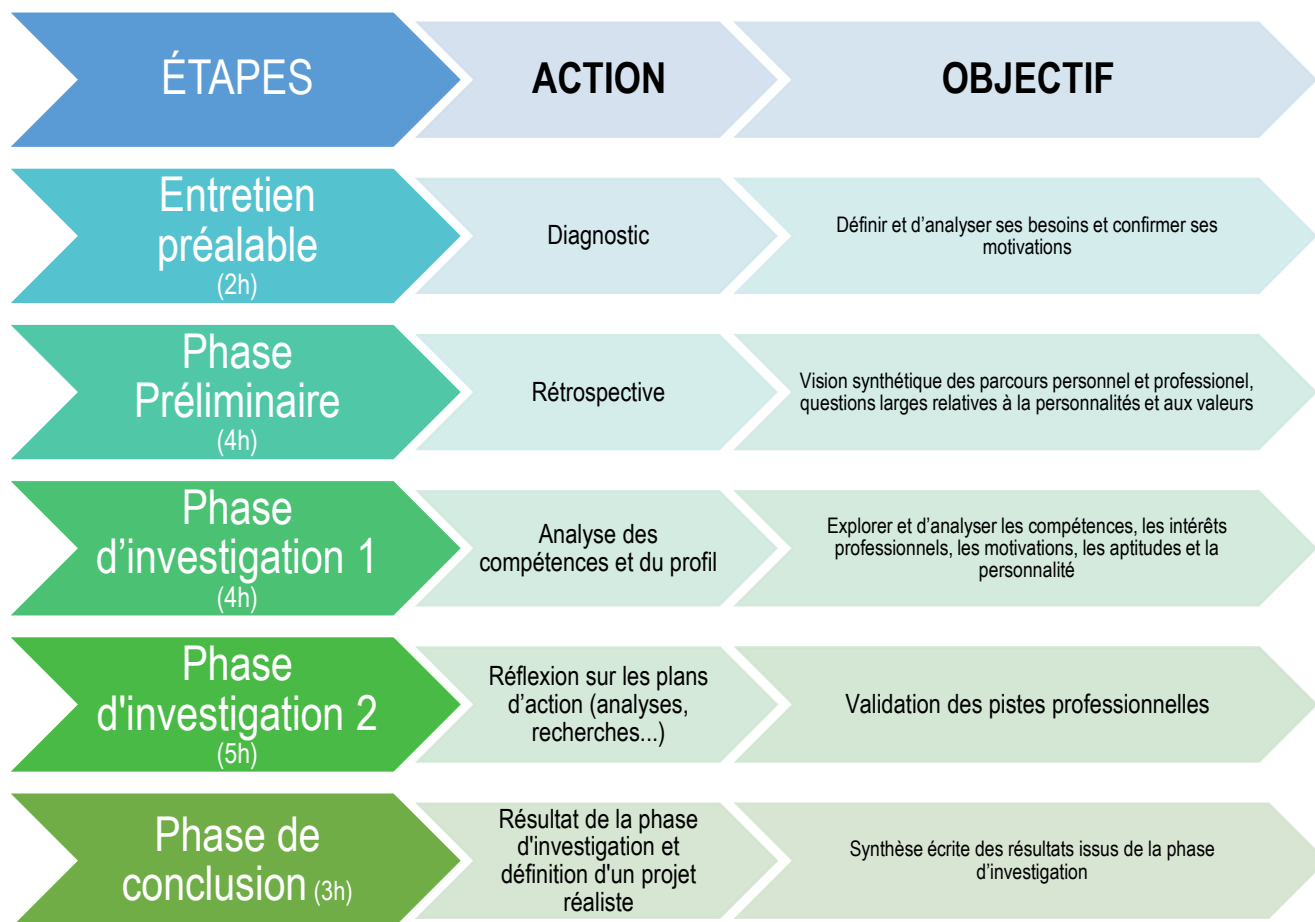 ÉTAPES
ACTION
OBJECTIF
Entretien
préalable
(2h)
Diagnostic
Définir et d'analyser ses besoins et confirmer ses
motivations
Phase
Préliminaire
(4h)
Rétrospective
Vision synthétique des parcours personnel et professionel,
questions larges relatives à la personnalités et aux valeurs
Phase
d’investigation 1
(4h)
Analyse des
compétences et du profil
Explorer et d'analyser les compétences, les intérêts
professionnels, les motivations, les aptitudes et la
personnalité
Phase
d'investigation 2
(5h)
Réflexion sur les plans
d’action (analyses,
recherches...)
Validation des pistes professionnelles
Phase de
conclusion (3h)
Résultat de la phase
d'investigation et
définition d'un projet
réaliste
Synthèse écrite des résultats issus de la phase
d’investigation